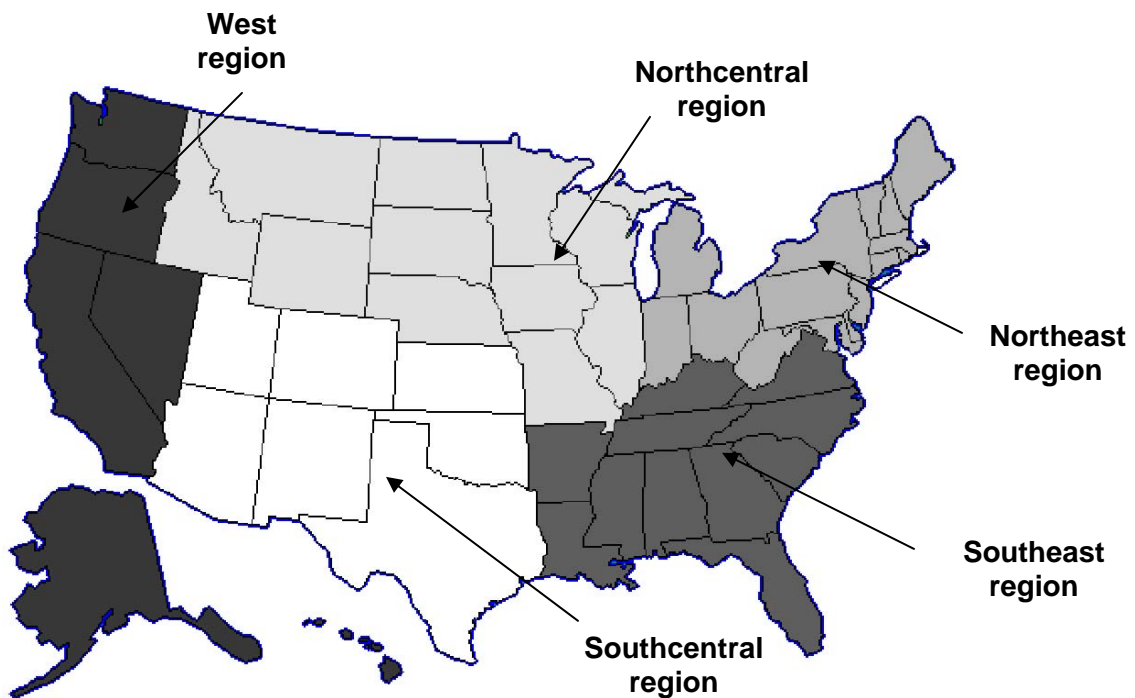 West
region
Northcentral
region
Northeast
region
Southeast
region
Southcentral
region